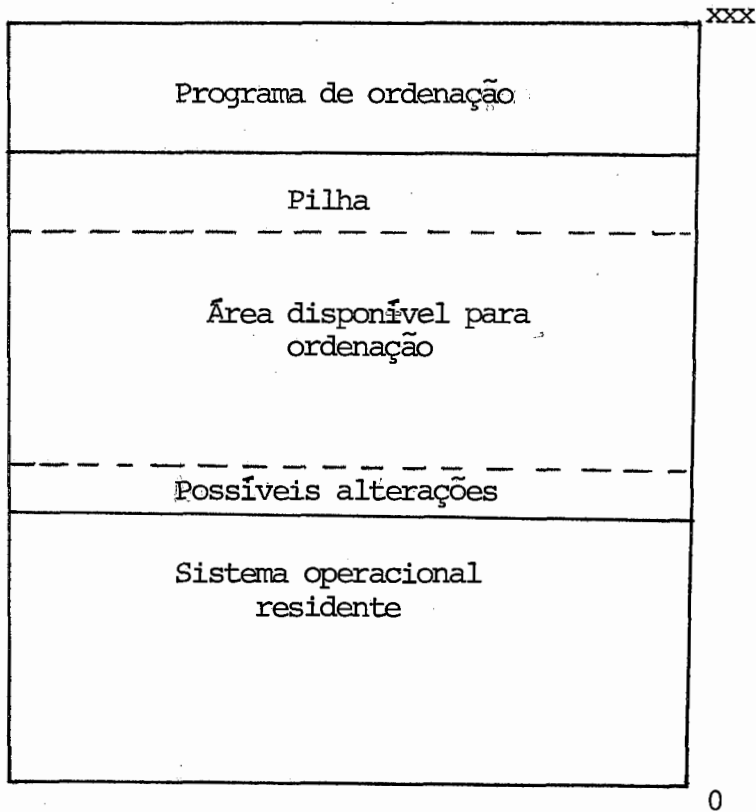 xxx
Programa de ordenação
Pilha
Área disponível para
ordenação
Possíveis alterações
Sistema operacional
residente
0